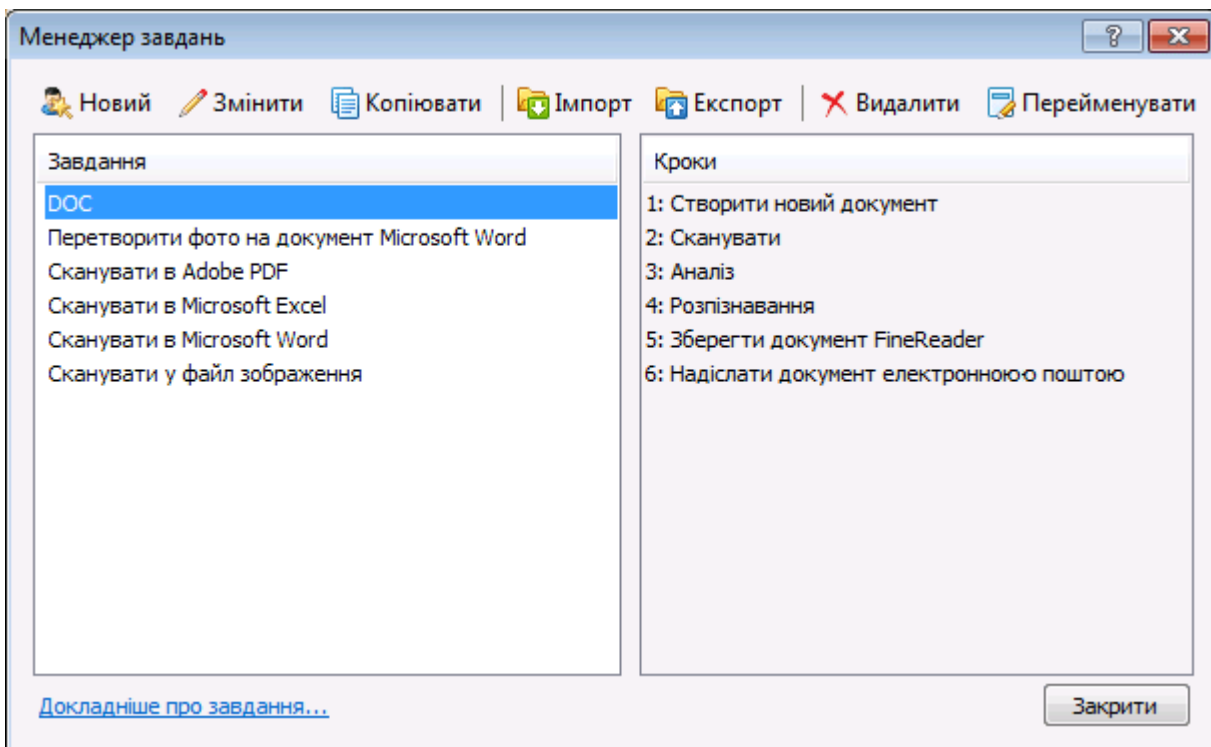 Менеджер завдань
Новий Змінити Копіювати Імпорт Експорт Видалити Перейменувати
Завдання
DOC
Перетворити фото на документ Microsoft Word
Сканувати в Adobe PDF
Сканувати в Microsoft Excel
Сканувати в Microsoft Word
Сканувати у файл зображення
Кроки
1: Створити новий документ
2: Сканувати
3: Аналіз
4: Розпізнавання
5: Зберегти документ FineReader
6: Надіслати документ електронною поштою
Докладніше про завдання...
Закрити